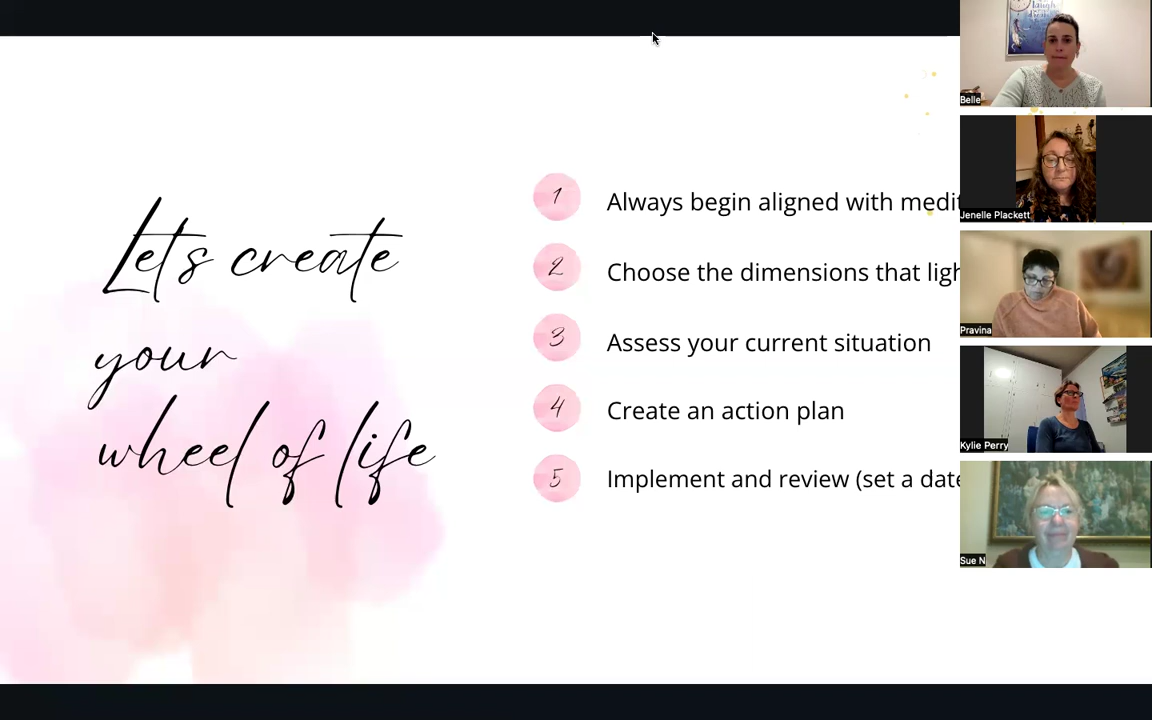 Let's create
your
wheel of life
1
Always begin aligned with medit
2
Choose the dimensions that ligh
3
Assess your current situation
4
Create an action plan
5
Implement and review (set a date
laugh
Belle
Jenelle Plackett
Pravina
Kylie Perry
Sue N